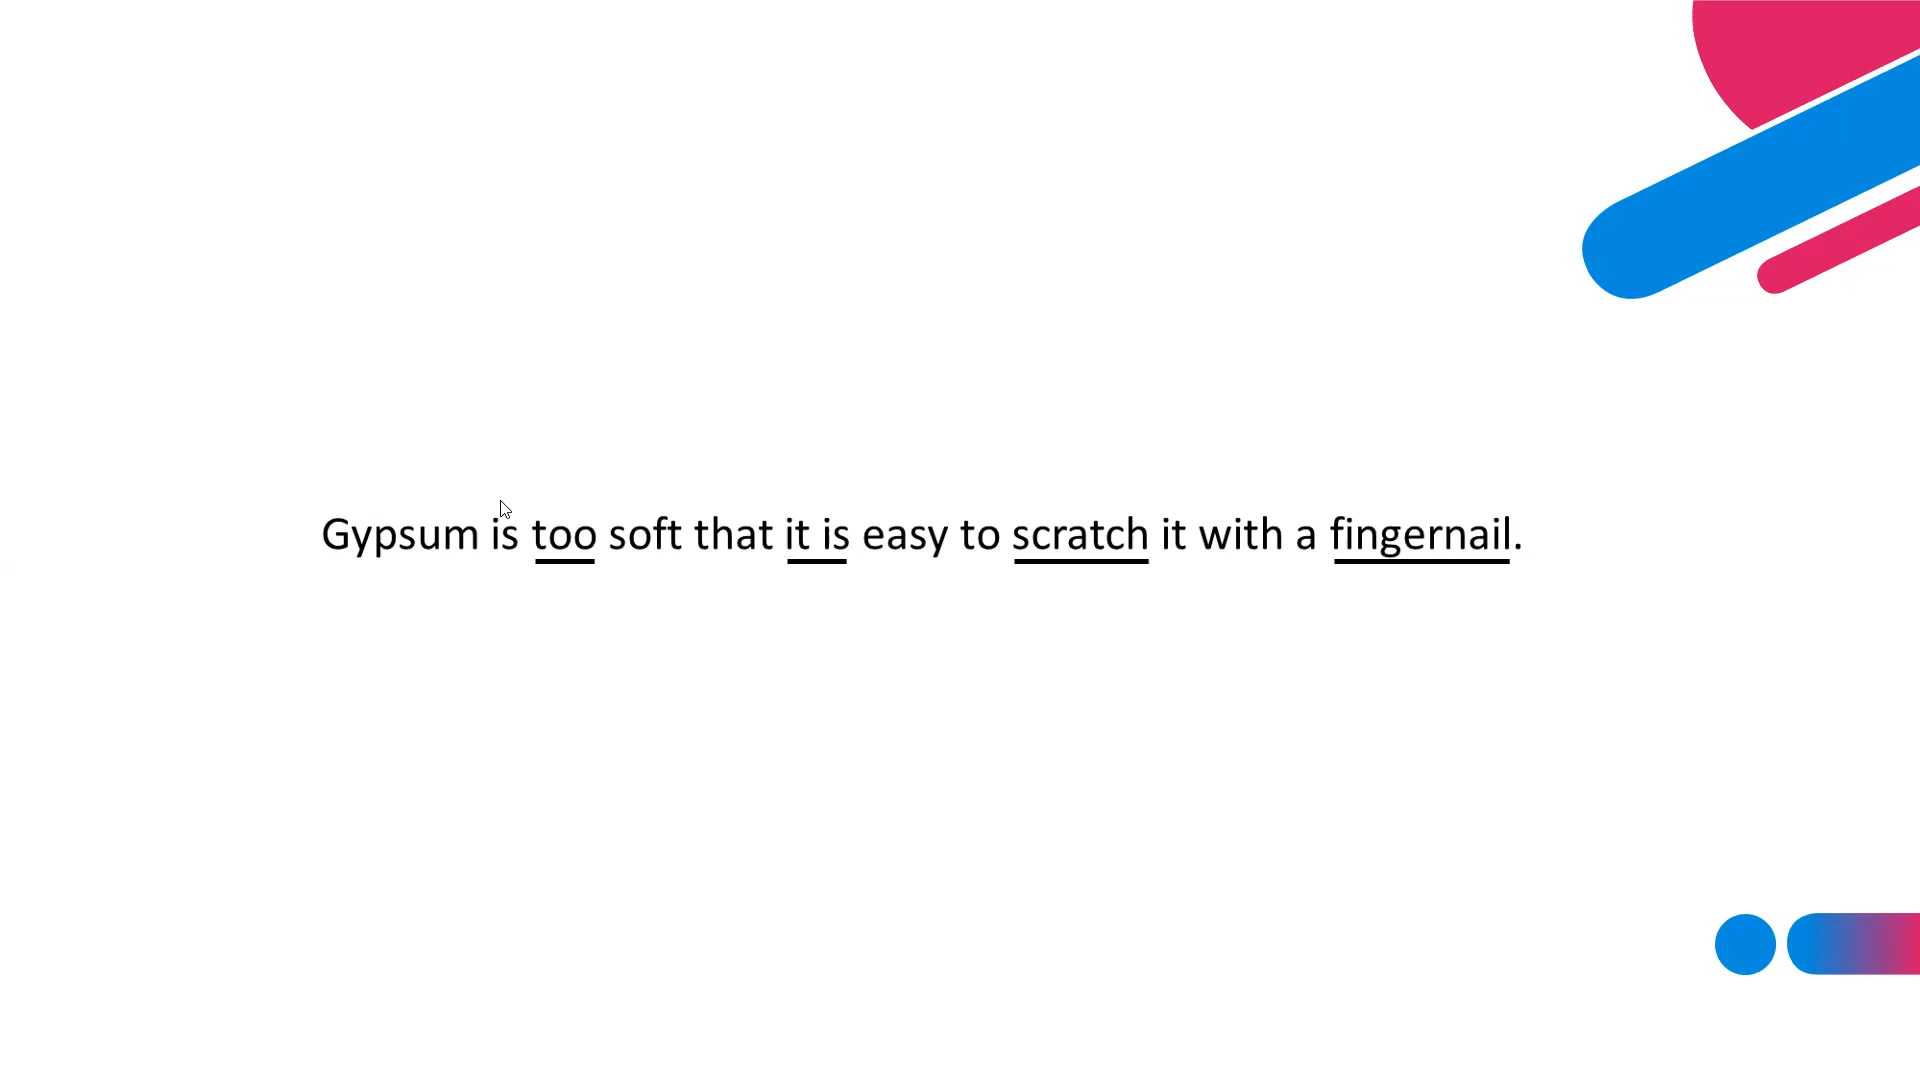 Gypsum is too soft that it is easy to scratch it with a fingernail.